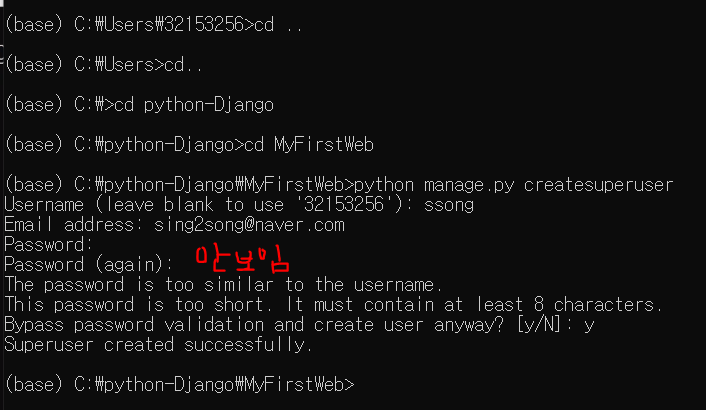 (base) C:₩Users₩32153256>cd ..
(base) C:₩Users>cd..
(base) C:₩>cd python-Django
(base) C:₩python-Django>cd MyFirstWeb
(base) C:₩python-Django₩MyFirstWeb>python manage.py createsuperuser
Username (leave blank to use '32153256'): ssong
Email address: sing2song@naver.com
Password:
Password (again): 안보임
The password is too similar to the username.
This password is too short. It must contain at least 8 characters.
Bypass password validation and create user anyway? [y/N]: y
Superuser created successfully.
(base) C:₩python-Django₩MyFirstWeb>